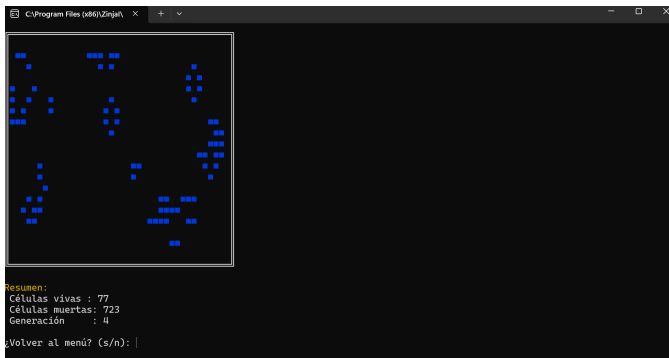 C:\Program Files (x86)\Zinjai\
Resumen:
Células vivas : 77
Células muertas: 723
Generación : 4
¿Volver al menú? (s/n):